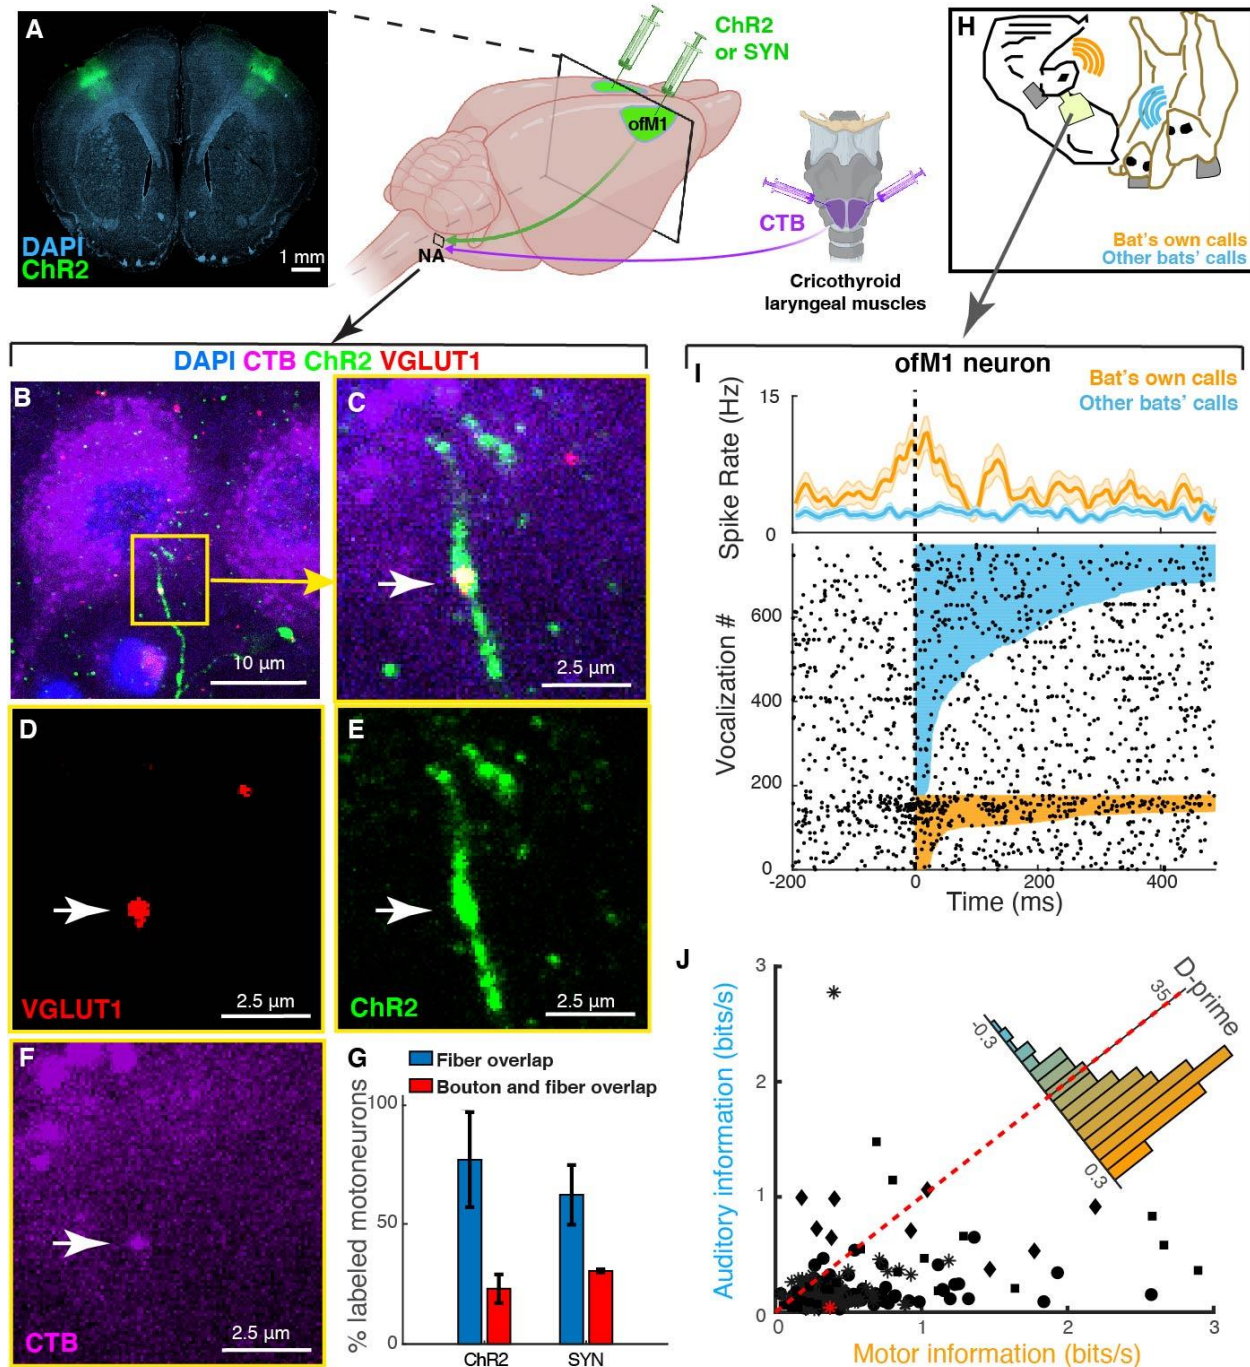 A
DAPI
ChR2
1 mm
ChR2
or SYN
ofM1
NA
CTB
Cricothyroid
laryngeal muscles
H
Bat's own calls
Other bats' calls
DAPI CTB ChR2 VGLUT1
B
10 µm
C
2.5 µm
D
VGLUT1
2.5 µm
E
ChR2
2.5 µm
F
CTB
2.5 µm
G
Fiber overlap
Bouton and fiber overlap
% labeled motoneurons
100
50
0
ChR2
SYN
ofM1 neuron
I
Bat's own calls
Other bats' calls
Spike Rate (Hz)
15
0
Vocalization #
600
400
200
0
-200
0
200
400
Time (ms)
J
Auditory information (bits/s)
3
2
1
0
0
1
2
3
Motor information (bits/s)
D-prime
35
-0.3
0.3